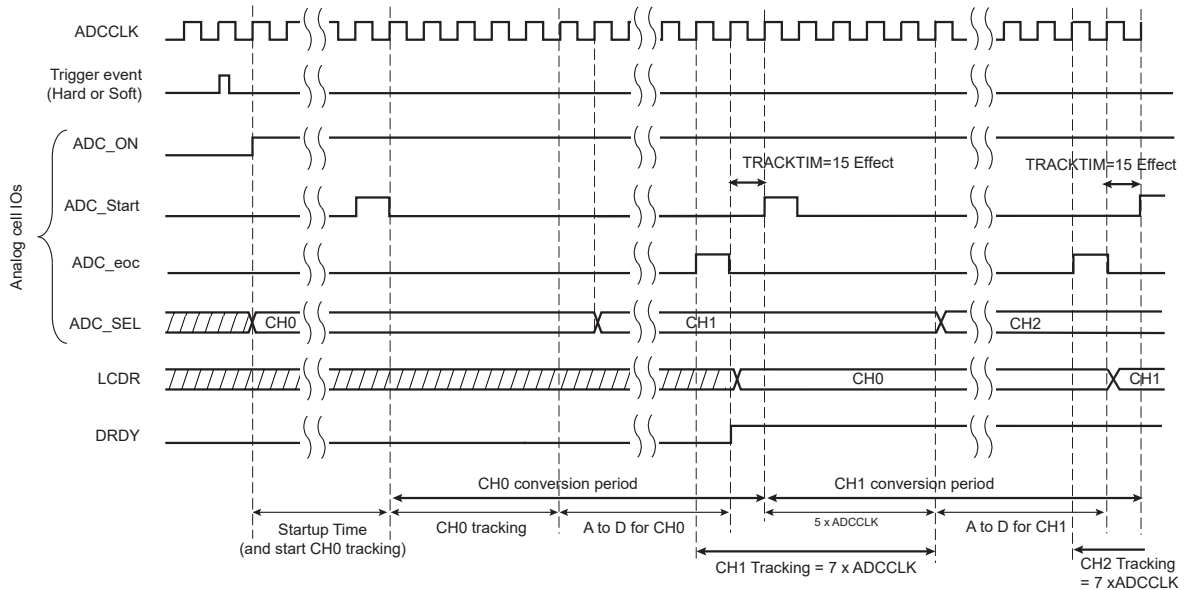 ADCCLK
Trigger event
(Hard or Soft)
Analog cell IOs
ADC_ON
TRACKTIM=15 Effect
TRACKTIM=15 Effect
ADC_Start
ADC_eoc
ADC_SEL
CH0
CH1
CH2
LCDR
CH0
CH1
DRDY
CH0 conversion period
CH1 conversion period
Startup Time
(and start CH0 tracking)
CH0 tracking
A to D for CH0
5 x ADCCLK
A to D for CH1
CH1 Tracking = 7 x ADCCLK
CH2 Tracking
= 7 xADCCLK